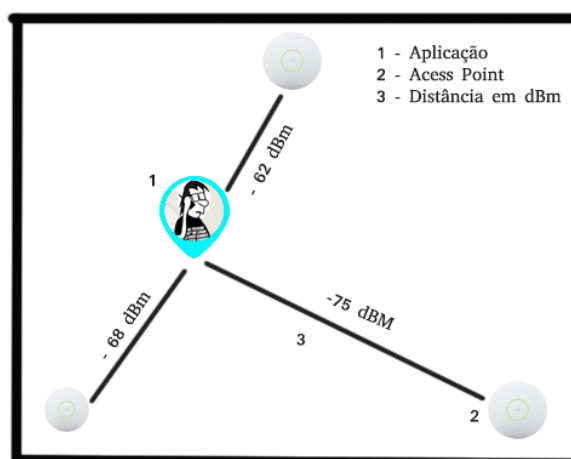 1 - Aplicação
2 - Acess Point
3 - Distância em dBm
- 62 dBm
1
- 68 dBm
-75 dBM
3
2